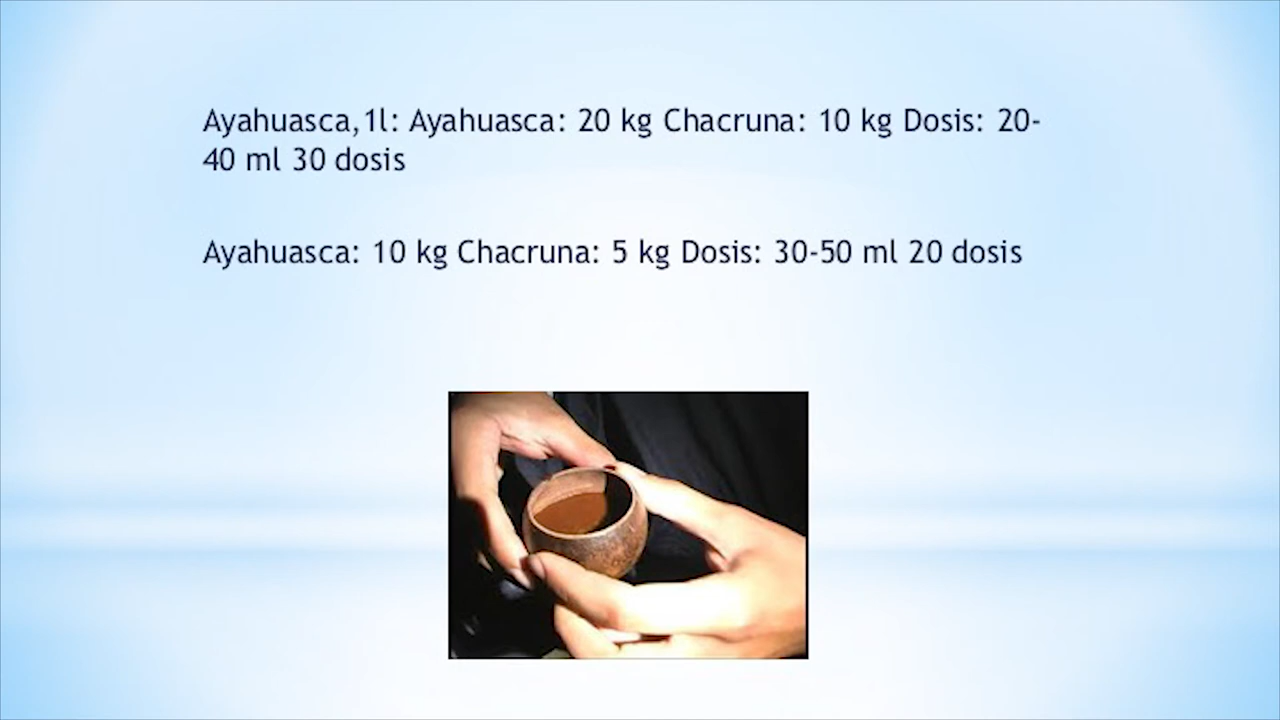 Ayahuasca,1l: Ayahuasca: 20 kg Chacruna: 10 kg Dosis: 20-
40 ml 30 dosis
Ayahuasca: 10 kg Chacruna: 5 kg Dosis: 30-50 ml 20 dosis